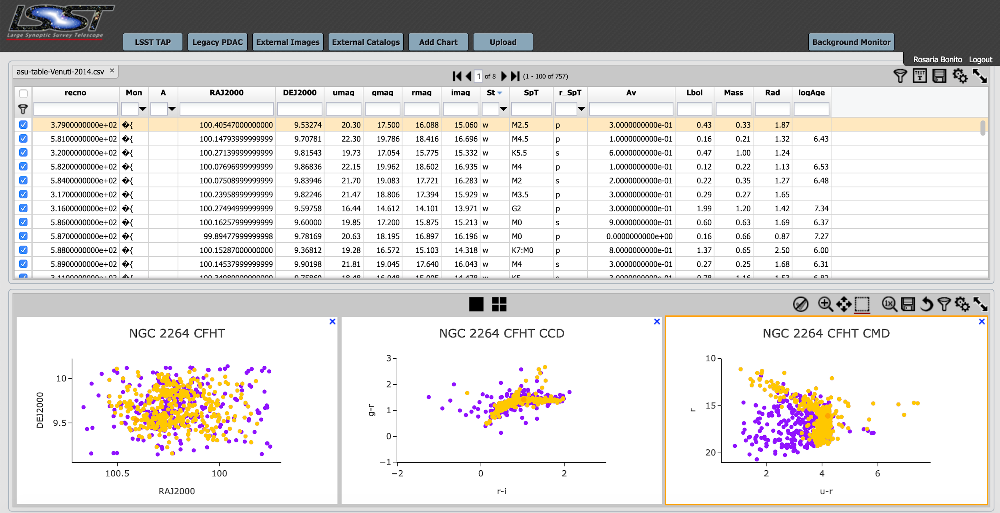 LSST
Large Synoptic Survey Telescope
LSST TAP Legacy PDAC External Images External Catalogs Add Chart Upload Background Monitor
Rosaria Bonito Logout
asu-table-Venuti-2014.csv × 1 of 8 (1 - 100 of 757)
TEXT T
recno Mon A RAJ2000 DEJ2000 umag gmag rmag imag St SpT r_SpT Av Lbol Mass Rad logAge
3.7900000000e+02 �{ 100.40547000000000 9.53274 20.30 17.500 16.088 15.060 w M2.5 p 3.0000000000e-01 0.43 0.33 1.87
5.8100000000e+02 �{ 100.14793999999999 9.70781 22.30 19.786 18.416 16.696 w M4.5 p 1.0000000000e-01 0.16 0.21 1.32 6.43
3.2000000000e+02 �{ 100.27139999999999 9.81543 19.73 17.054 15.775 15.332 w K5.5 s 6.0000000000e-01 0.47 1.00 1.24
5.8200000000e+02 �{ 100.07696999999999 9.86836 22.15 19.962 18.602 16.935 w M4 p 1.0000000000e-01 0.12 0.22 1.13 6.53
5.8400000000e+02 �{ 100.07508999999999 9.83946 21.70 19.083 17.721 16.283 w M2 s 2.0000000000e-01 0.22 0.35 1.27 6.48
3.1700000000e+02 �{ 100.23958999999999 9.82246 21.47 18.806 17.394 15.929 w M3.5 p 3.0000000000e-01 0.29 0.27 1.65
3.1600000000e+02 �{ 100.27494999999999 9.59758 16.44 14.612 14.101 13.971 w G2 p 3.0000000000e-01 1.99 1.20 1.42 7.34
5.8600000000e+02 �{ 100.16257999999999 9.60000 19.85 17.200 15.875 15.213 w M0 s 9.0000000000e-01 0.60 0.63 1.69 6.37
5.8700000000e+02 �{ 99.89477999999998 9.78169 20.63 18.195 16.897 16.196 w M0 p 0.0000000000e+00 0.16 0.66 0.87 7.27
5.8800000000e+02 �{ 100.15287000000000 9.36812 19.28 16.572 15.103 14.318 w K7:M0 p 8.0000000000e-01 1.37 0.65 2.50 6.00
5.8900000000e+02 �{ 100.14537999999999 9.90198 21.81 19.045 17.640 16.043 w M4 s 3.0000000000e-01 0.27 0.25 1.68 6.31
1x
NGC 2264 CFHT
10
9.5
DEJ2000
100.5 100
RAJ2000
NGC 2264 CFHT CCD
3
2
1
0
−1
g-r
−2 0 2
r-i
NGC 2264 CFHT CMD
10
15
20
r
2 4 6
u-r